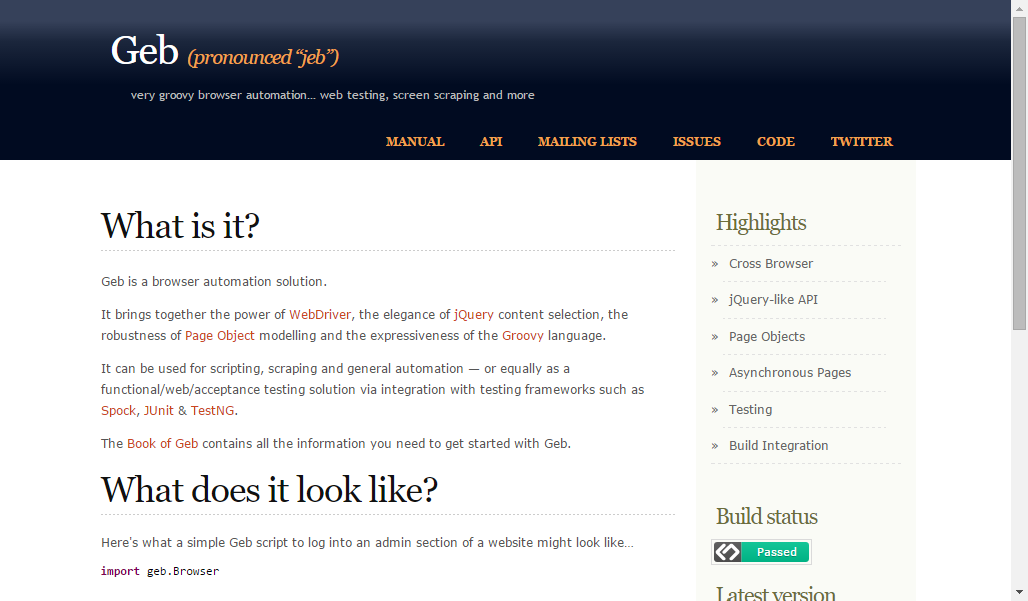 Geb (pronounced “jeb”)
very groovy browser automation… web testing, screen scraping and more
MANUAL API MAILING LISTS ISSUES CODE TWITTER
What is it?
Geb is a browser automation solution.
It brings together the power of WebDriver, the elegance of jQuery content selection, the
robustness of Page Object modelling and the expressiveness of the Groovy language.
It can be used for scripting, scraping and general automation — or equally as a
functional/web/acceptance testing solution via integration with testing frameworks such as
Spock, JUnit & TestNG.
The Book of Geb contains all the information you need to get started with Geb.
What does it look like?
Here's what a simple Geb script to log into an admin section of a website might look like…
import geb.Browser
Highlights
» Cross Browser
» jQuery-like API
» Page Objects
» Asynchronous Pages
» Testing
» Build Integration
Build status
Passed
Latest version